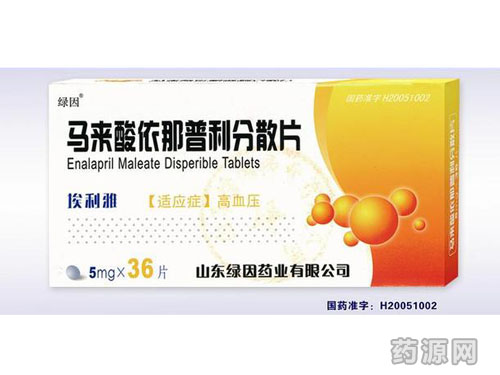 绿因®
国药准字 H20051002
马来酸依那普利分散片
Enalapril Maleate Disperible Tablets
埃利雅 【适应症】高血压
5mg×36片
山东绿因药业有限公司
国药准字：H20051002
药源网